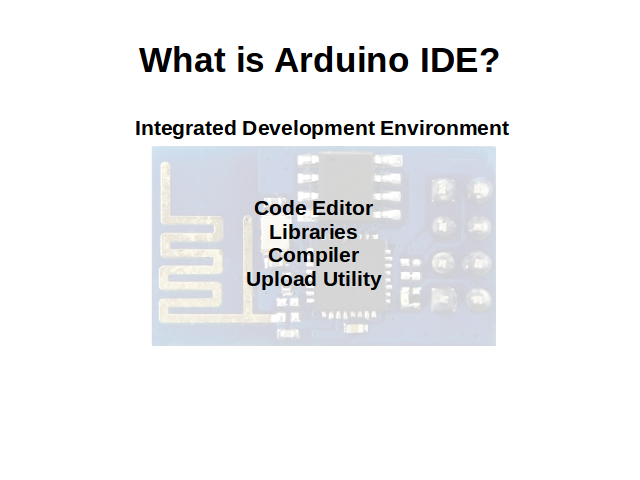 What is Arduino IDE?
Integrated Development Environment
Code Editor
Libraries
Compiler
Upload Utility